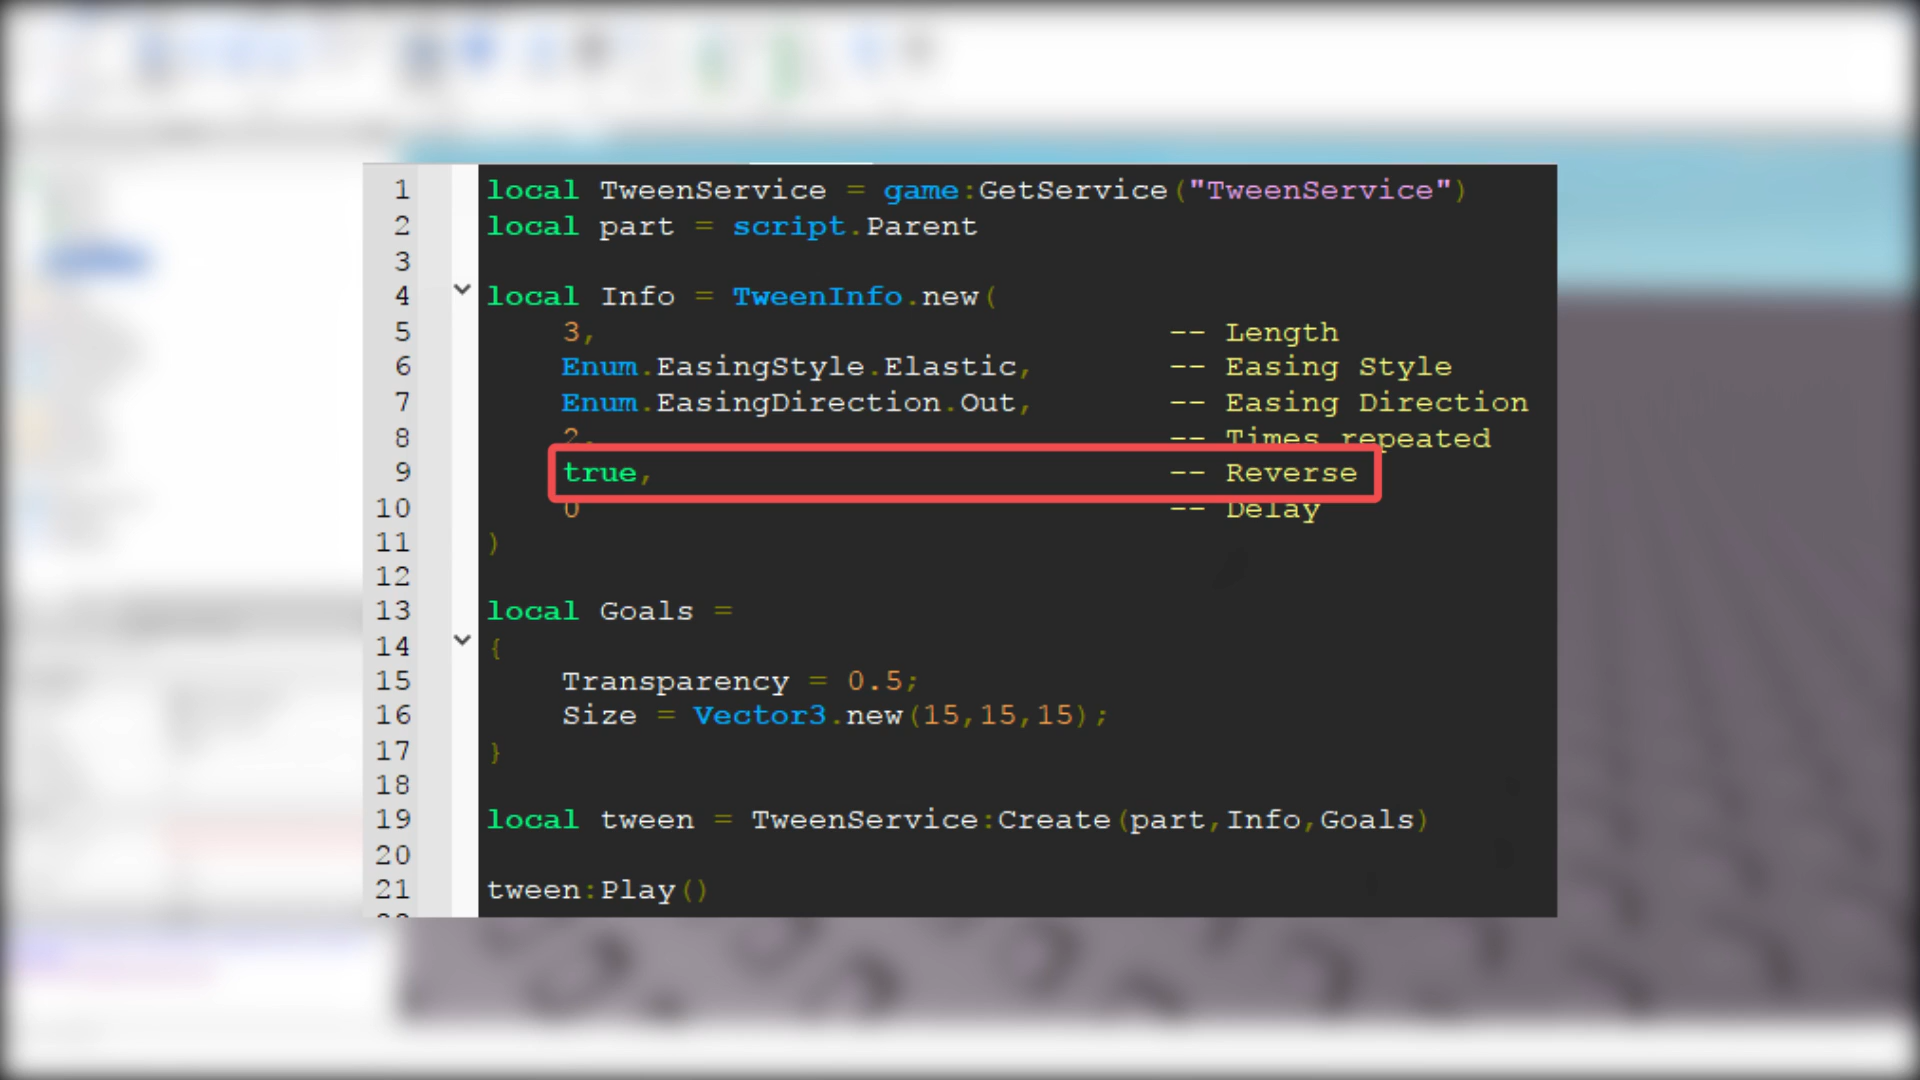 1 local TweenService = game:GetService("TweenService")
2 local part = script.Parent
3
4 local Info = TweenInfo.new(
5 3, -- Length
6 Enum.EasingStyle.Elastic, -- Easing Style
7 Enum.EasingDirection.Out, -- Easing Direction
8 2, -- Times repeated
9 true, -- Reverse
10 0 -- Delay
11 )
12
13 local Goals =
14 {
15 Transparency = 0.5;
16 Size = Vector3.new(15,15,15);
17 }
18
19 local tween = TweenService:Create(part,Info,Goals)
20
21 tween:Play()